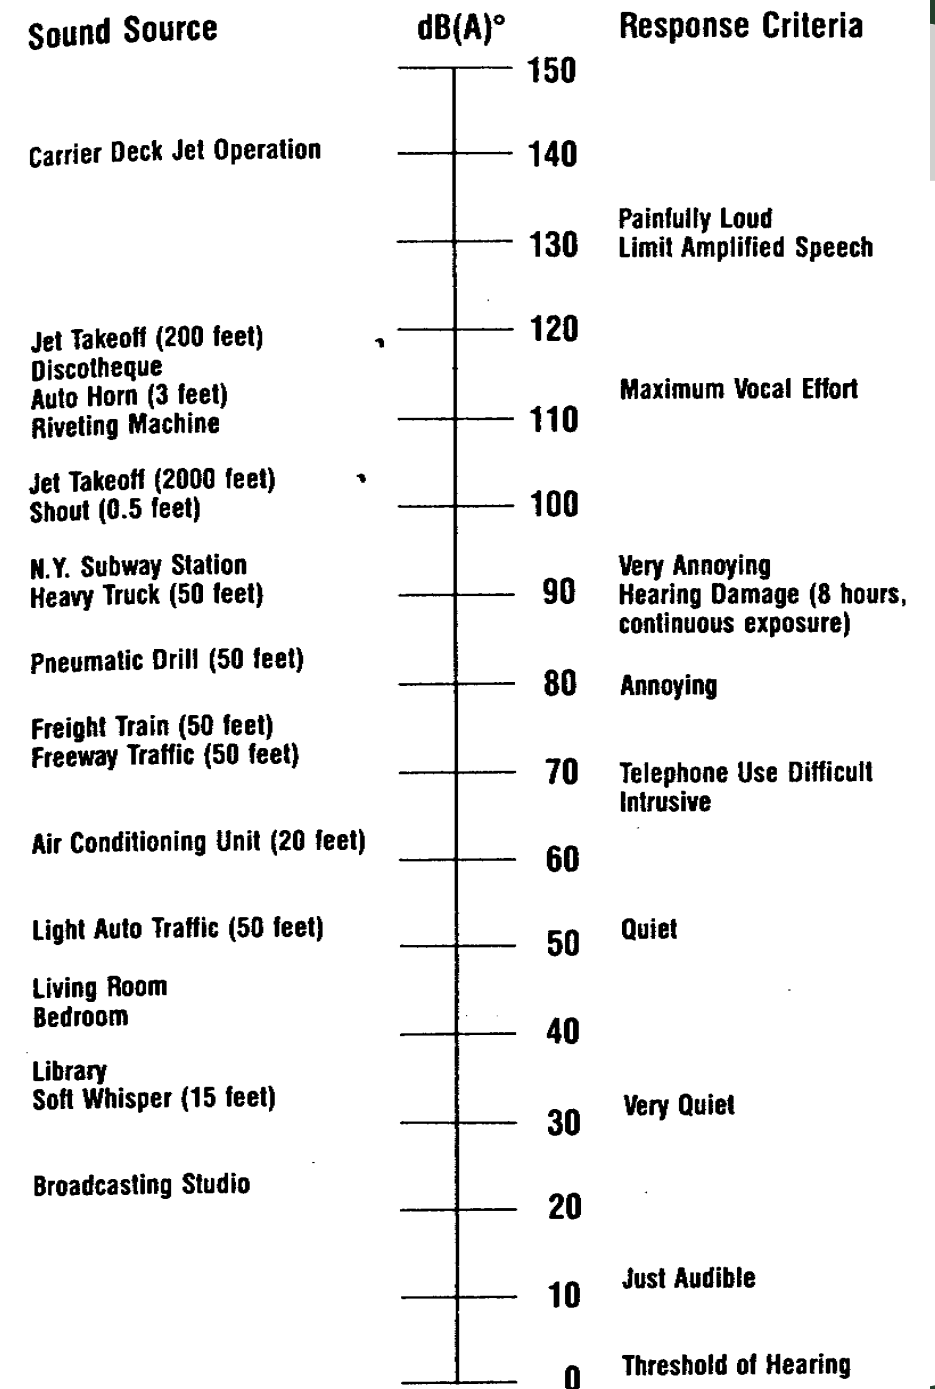 Sound Source dB(A)° Response Criteria
150
Carrier Deck Jet Operation 140
Painfully Loud
130 Limit Amplified Speech
Jet Takeoff (200 feet) 120
Discotheque
Auto Horn (3 feet) Maximum Vocal Effort
Riveting Machine 110
Jet Takeoff (2000 feet)
Shout (0.5 feet) 100
N.Y. Subway Station Very Annoying
Heavy Truck (50 feet) 90 Hearing Damage (8 hours,
continuous exposure)
Pneumatic Drill (50 feet)
80 Annoying
Freight Train (50 feet)
Freeway Traffic (50 feet)
70 Telephone Use Difficult
Intrusive
Air Conditioning Unit (20 feet)
60
Light Auto Traffic (50 feet) Quiet
50
Living Room
Bedroom
40
Library
Soft Whisper (15 feet) Very Quiet
30
Broadcasting Studio
20
Just Audible
10
Threshold of Hearing
0